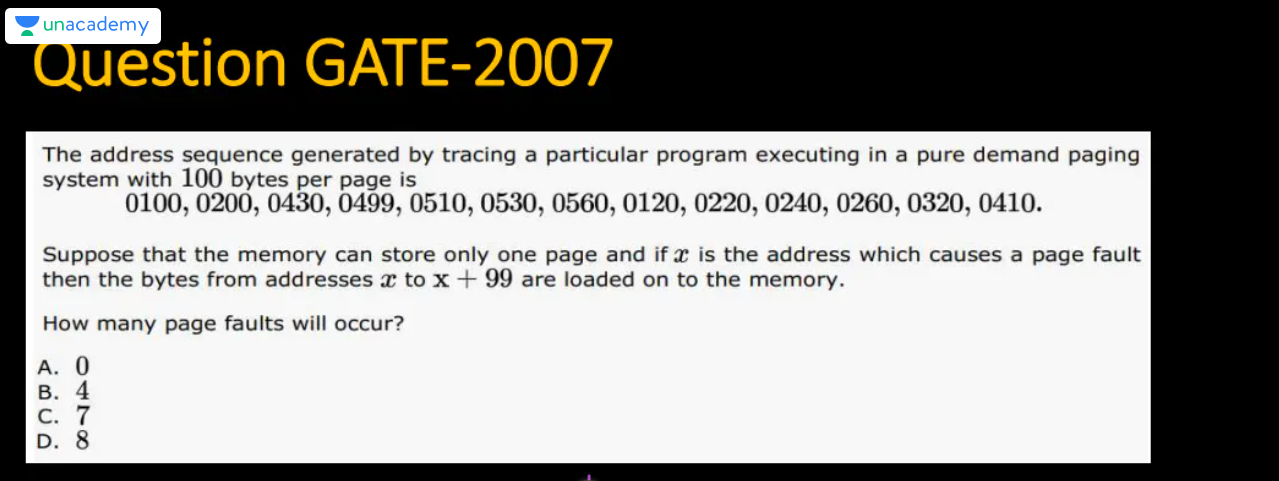 unacademy
Question GATE-2007
The address sequence generated by tracing a particular program executing in a pure demand paging
system with 100 bytes per page is
0100, 0200, 0430, 0499, 0510, 0530, 0560, 0120, 0220, 0240, 0260, 0320, 0410.
Suppose that the memory can store only one page and if x is the address which causes a page fault
then the bytes from addresses x to x + 99 are loaded on to the memory.
How many page faults will occur?
A. 0
B. 4
C. 7
D. 8